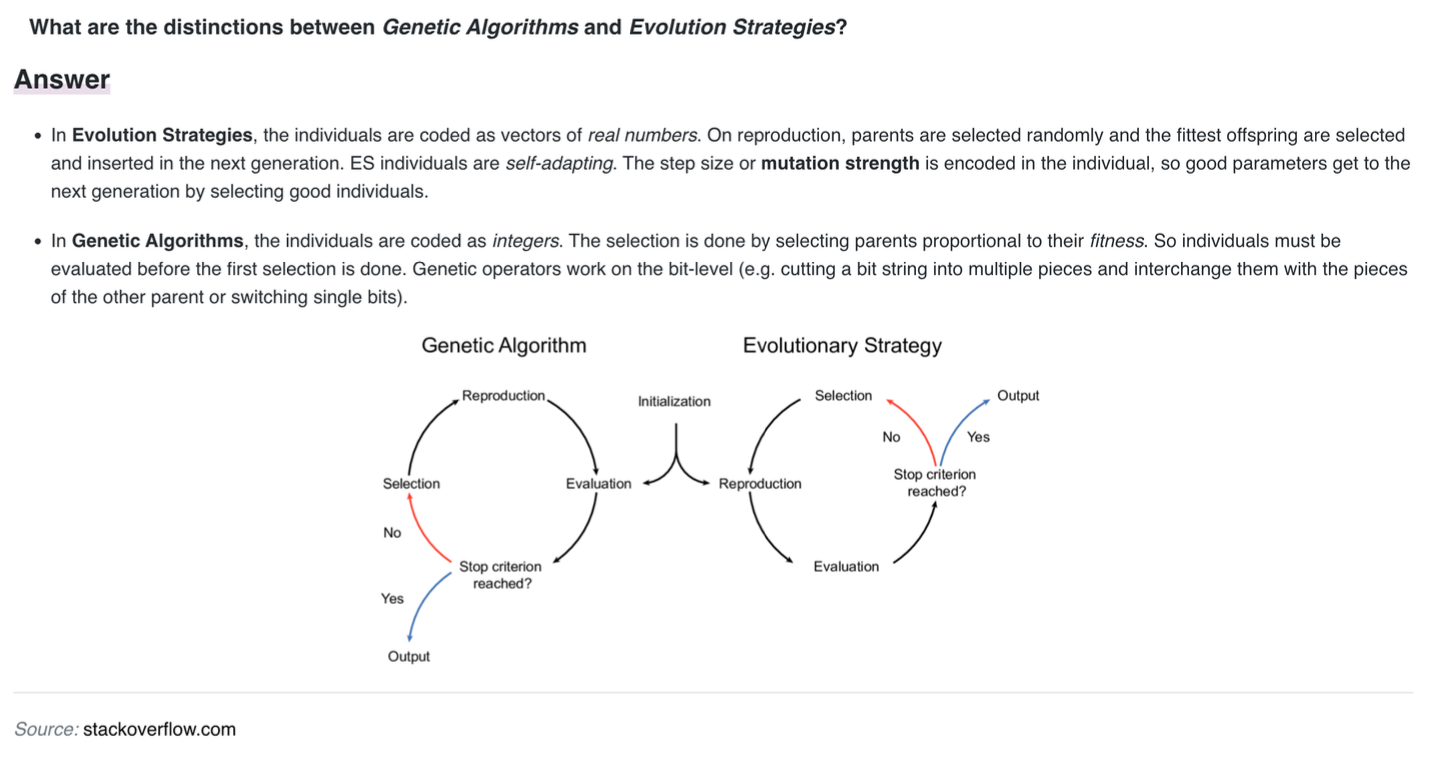 What are the distinctions between Genetic Algorithms and Evolution Strategies?
Answer
• In Evolution Strategies, the individuals are coded as vectors of real numbers. On reproduction, parents are selected randomly and the fittest offspring are selected
and inserted in the next generation. ES individuals are self-adapting. The step size or mutation strength is encoded in the individual, so good parameters get to the
next generation by selecting good individuals.
• In Genetic Algorithms, the individuals are coded as integers. The selection is done by selecting parents proportional to their fitness. So individuals must be
evaluated before the first selection is done. Genetic operators work on the bit-level (e.g. cutting a bit string into multiple pieces and interchange them with the pieces
of the other parent or switching single bits).
Genetic Algorithm
Reproduction
Selection
Evaluation
No
Stop criterion
reached?
Yes
Output
Initialization
Evolutionary Strategy
Selection
Output
No
Yes
Reproduction
Stop criterion
reached?
Evaluation
Source: stackoverflow.com